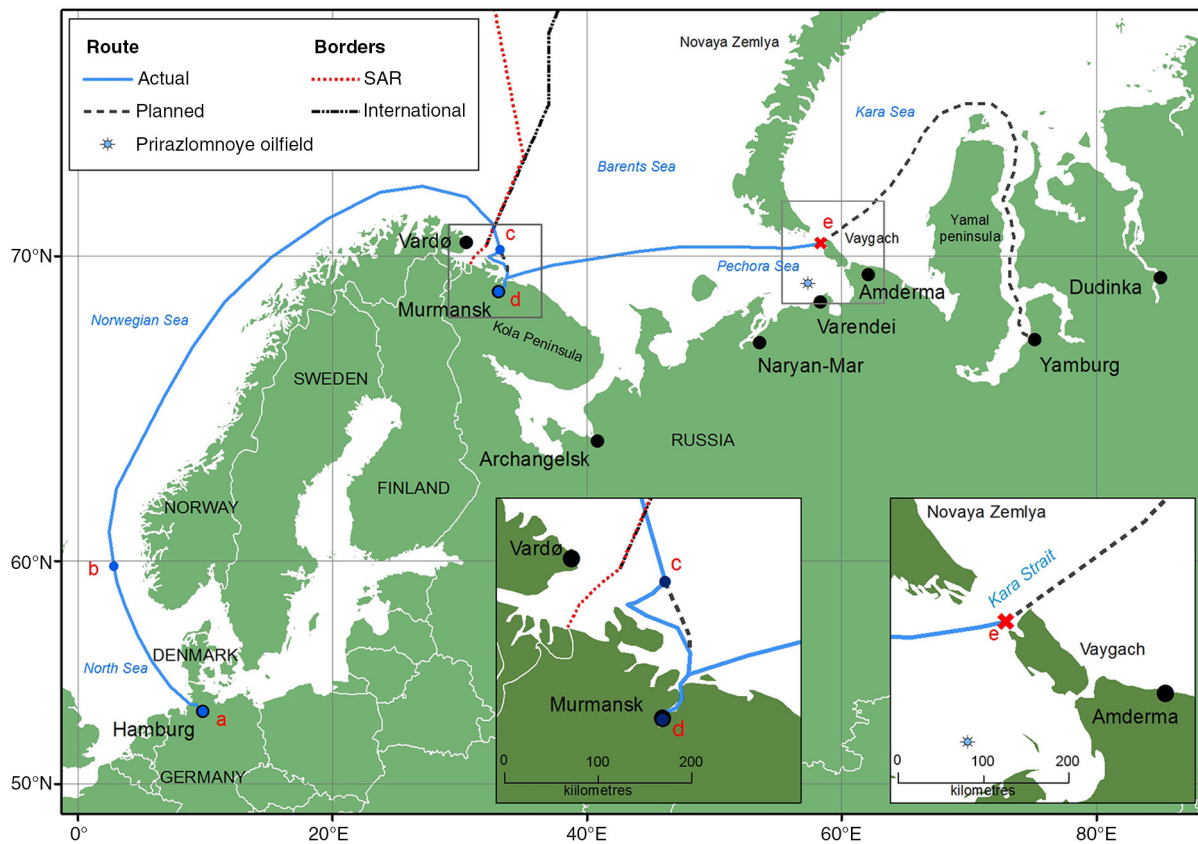 Route
Borders
Actual
SAR
Planned
International
Prirazlomnoye oilfield
Novaya Zemlya
Kara Sea
Barents Sea
c
e
Vardø
Vaygach
Yamal
peninsula
70°N
Pechora Sea
Murmansk
d
Amderma
Dudinka
Norwegian Sea
Varendei
Kola Peninsula
Naryan-Mar
Yamburg
SWEDEN
RUSSIA
Archangelsk
FINLAND
NORWAY
60°N
b
North Sea
DENMARK
Hamburg
a
GERMANY
50°N
Vardø
c
Murmansk
d
0
100
200
kiilometres
Novaya Zemlya
Kara Strait
e
Vaygach
Amderma
0
100
200
kilometres
0°
20°E
40°E
60°E
80°E